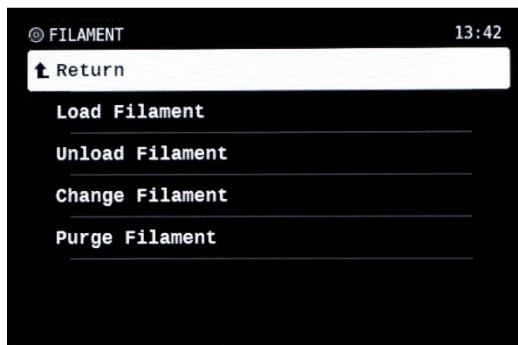 FILAMENT 13:42
Return
Load Filament
Unload Filament
Change Filament
Purge Filament